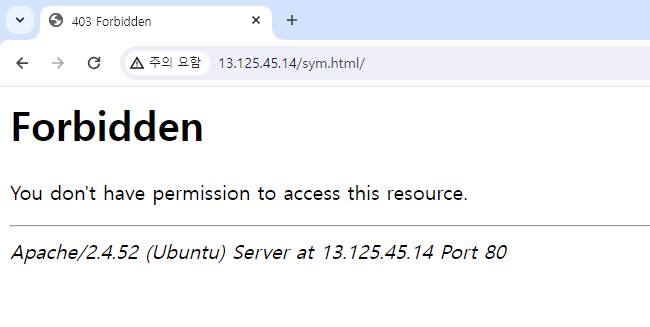 403 Forbidden
주의 요함
13.125.45.14/sym.html/
Forbidden
You don't have permission to access this resource.
Apache/2.4.52 (Ubuntu) Server at 13.125.45.14 Port 80